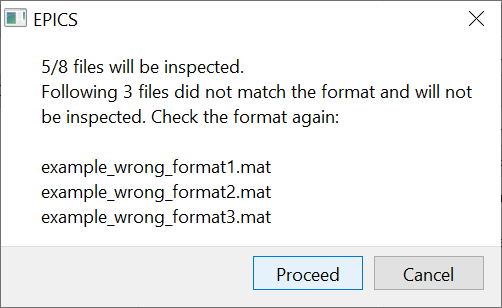 EPICS
5/8 files will be inspected.
Following 3 files did not match the format and will not
be inspected. Check the format again:
example_wrong_format1.mat
example_wrong_format2.mat
example_wrong_format3.mat
Proceed
Cancel